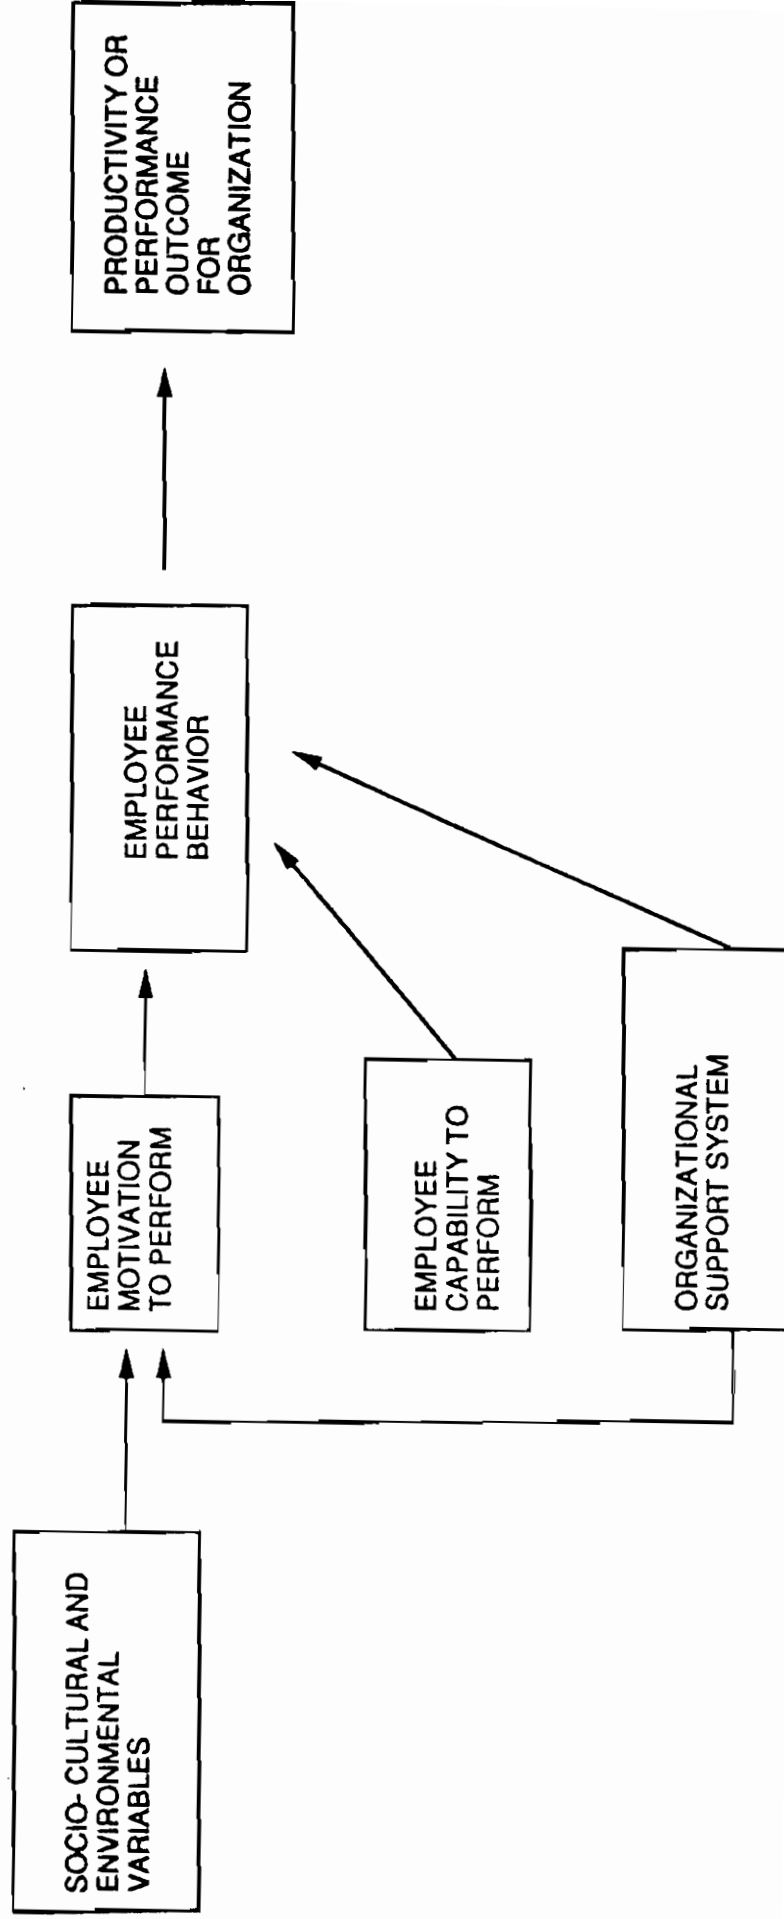 SOCIO- CULTURAL AND
ENVIRONMENTAL
VARIABLES
EMPLOYEE
MOTIVATION
TO PERFORM
EMPLOYEE
CAPABILITY TO
PERFORM
ORGANIZATIONAL
SUPPORT SYSTEM
EMPLOYEE
PERFORMANCE
BEHAVIOR
PRODUCTIVITY OR
PERFORMANCE
OUTCOME
FOR
ORGANIZATION